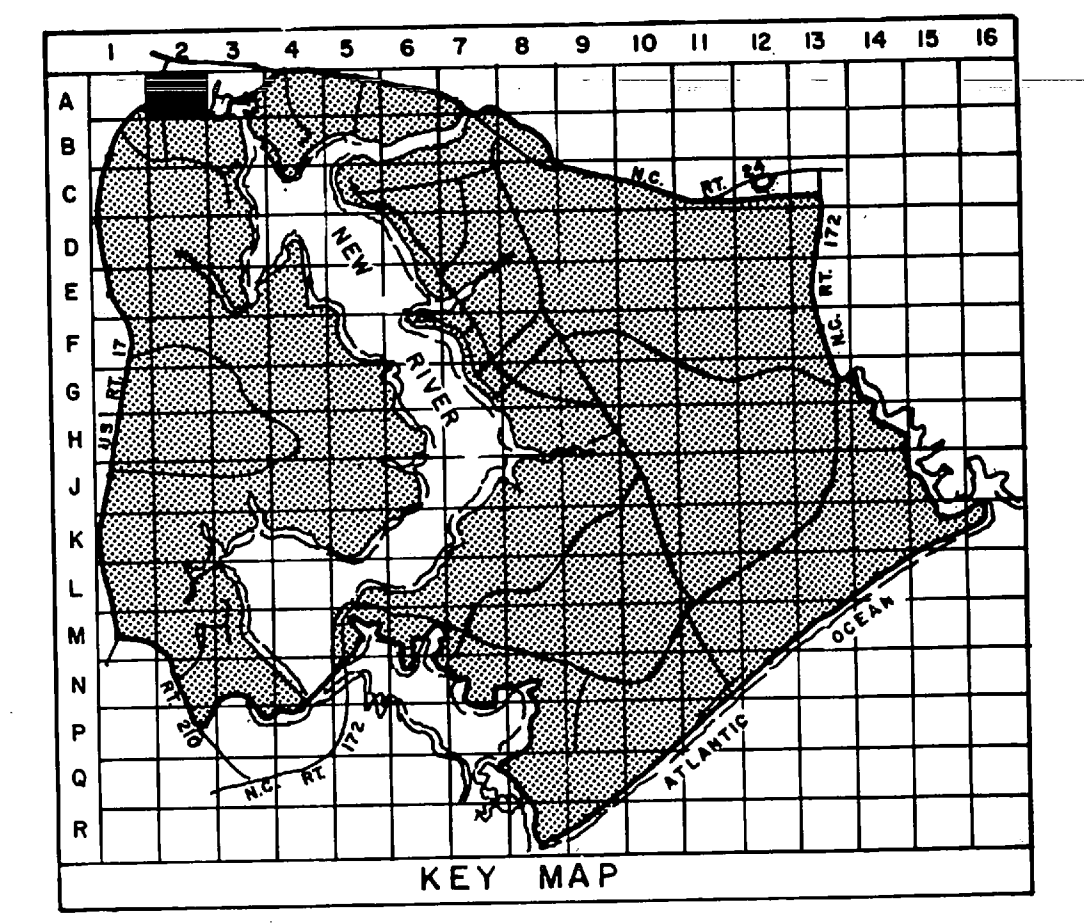 1 2 3 4 5 6 7 8 9 10 11 12 13 14 15 16
A
B
C
D
E
F
G
H
J
K
L
M
N
P
Q
R
N.C. RT. 24
N.C. RT. 172
NEW RIVER
US RT. 17
RT. 210
N.C. RT. 172
ATLANTIC OCEAN
KEY MAP